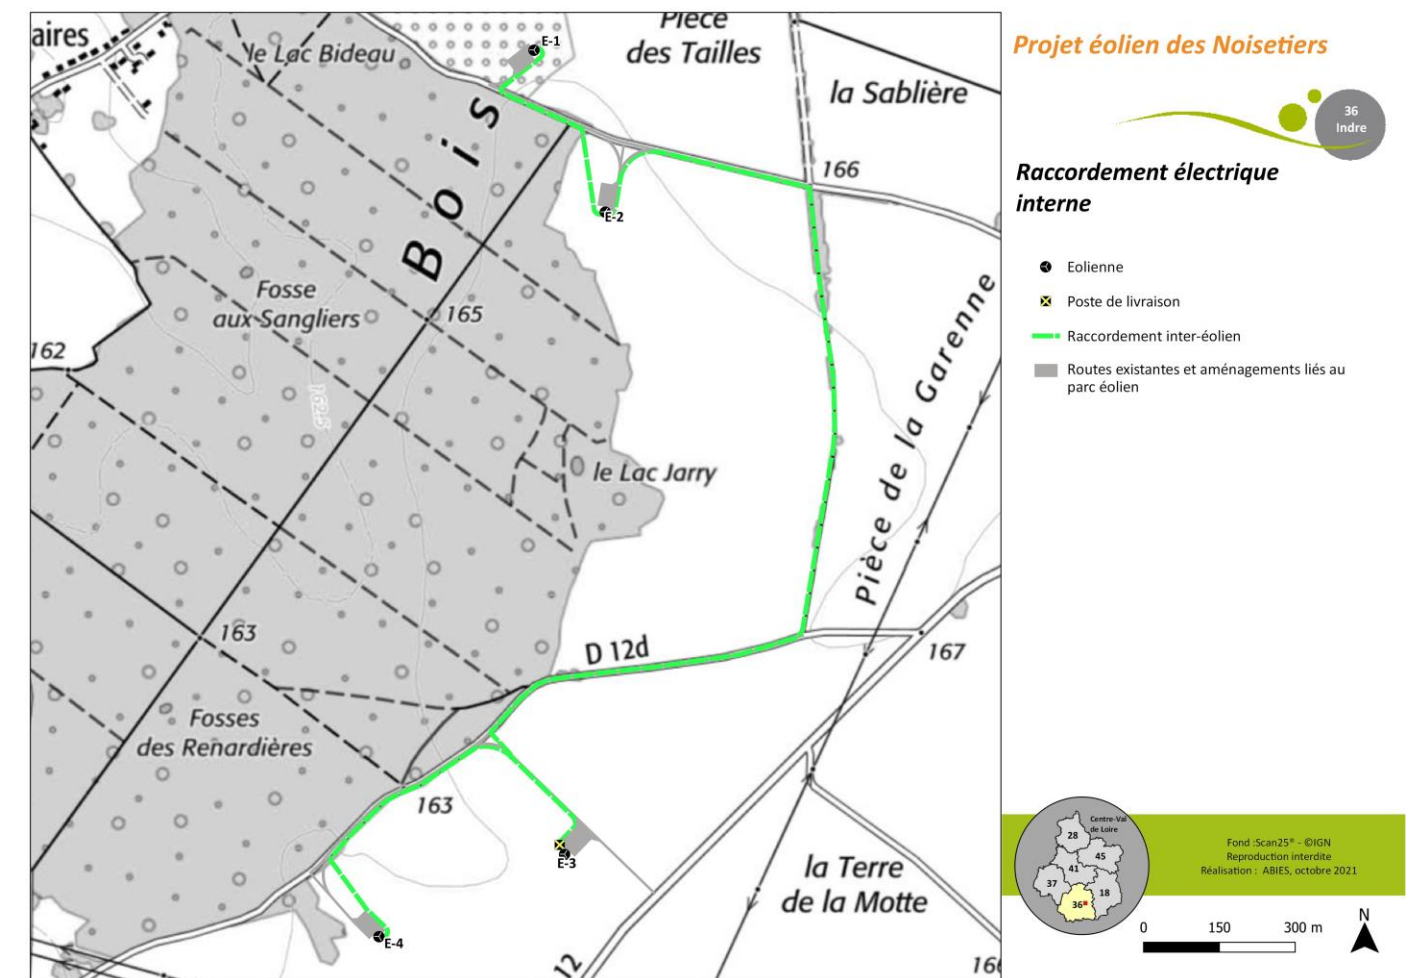 aires
le Lac Bideau
E-1
Pièce
des Tailles
la Sablière
Bois
166
E-2
Fosse
aux Sangliers
165
162
162.5
Pièce de la Garenne
le Lac Jarry
163
D 12d
167
Fosses
des Renardières
163
E-3
la Terre
de la Motte
E-4
12
166
Projet éolien des Noisetiers
36
Indre
Raccordement électrique
interne
Eolienne
Poste de livraison
Raccordement inter-éolien
Routes existantes et aménagements liés au
parc éolien
Centre-Val
de Loire
28
45
41
37
18
36
Fond :Scan25® - ©IGN
Reproduction interdite
Réalisation : ABIES, octobre 2021
0 150 300 m
N